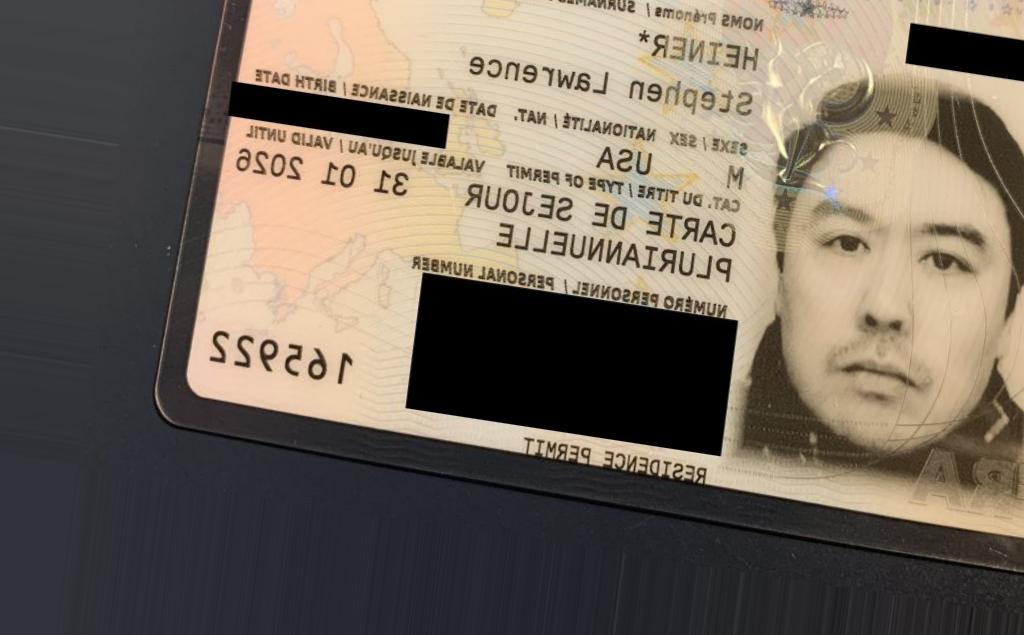 NOMS Prénoms / SURNAMES
HEINER*
Stephen Lawrence
SEXE / SEX NATIONALITÉ / NAT. DATE DE NAISSANCE / BIRTH DATE
M USA
CAT. DU TITRE / TYPE OF PERMIT VALABLE JUSQU'AU / VALID UNTIL
CARTE DE SEJOUR 31 01 2026
PLURIANNUELLE
NUMÉRO PERSONNEL / PERSONAL NUMBER
165922
RESIDENCE PERMIT